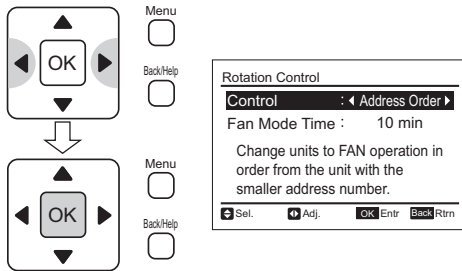 Menu
OK
Back/Help
Menu
OK
Back/Help
Rotation Control
Control : Address Order
Fan Mode Time : 10 min
Change units to FAN operation in
order from the unit with the
smaller address number.
Sel. Adj. OK Entr Back Rtrn